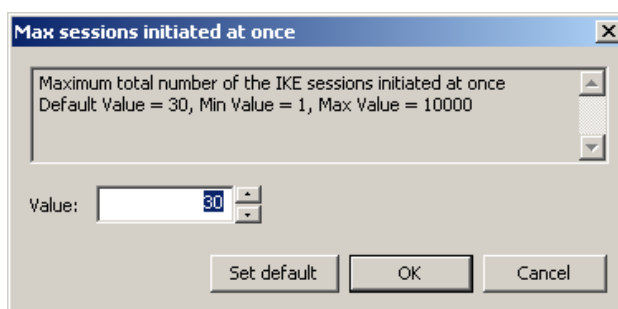 Max sessions initiated at once
Maximum total number of the IKE sessions initiated at once
Default Value = 30, Min Value = 1, Max Value = 10000
Value: 30
Set default OK Cancel